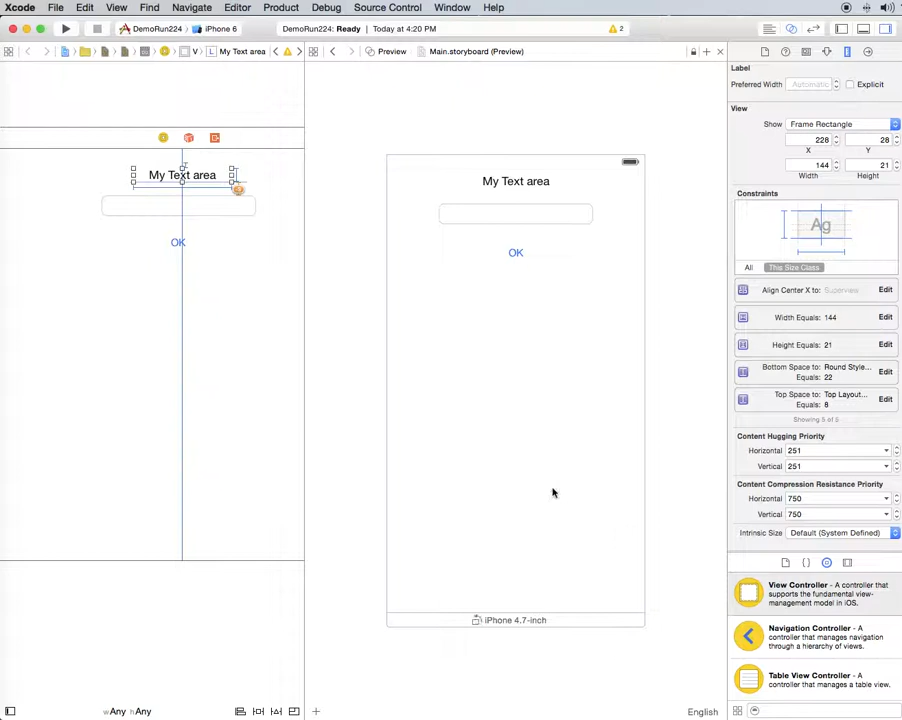 Xcode File Edit View Navigate Editor Product Debug Source Control Window Help
DemoRun224 iPhone 6 DemoRun224: Ready Today at 4:20 PM 2
V L My Text area Preview Main.storyboard (Preview)
Label
Preferred Width Automatic Explicit
View
Show Frame Rectangle
228 28
X Y
144 21
Width Height
Constraints
Ag
All This Size Class
Align Center X to: Superview Edit
Width Equals: 144 Edit
Height Equals: 21 Edit
Bottom Space to: Round Style...
Equals: 22 Edit
Top Space to: Top Layout...
Equals: 8 Edit
Showing 5 of 5
Content Hugging Priority
Horizontal 251
Vertical 251
Content Compression Resistance Priority
Horizontal 750
Vertical 750
Intrinsic Size Default (System Defined)
View Controller - A controller that
supports the fundamental view-
management model in iOS.
Navigation Controller - A
controller that manages navigation
through a hierarchy of views.
Table View Controller - A
controller that manages a table view.
My Text area
OK
My Text area
OK
iPhone 4.7-inch
wAny hAny
English